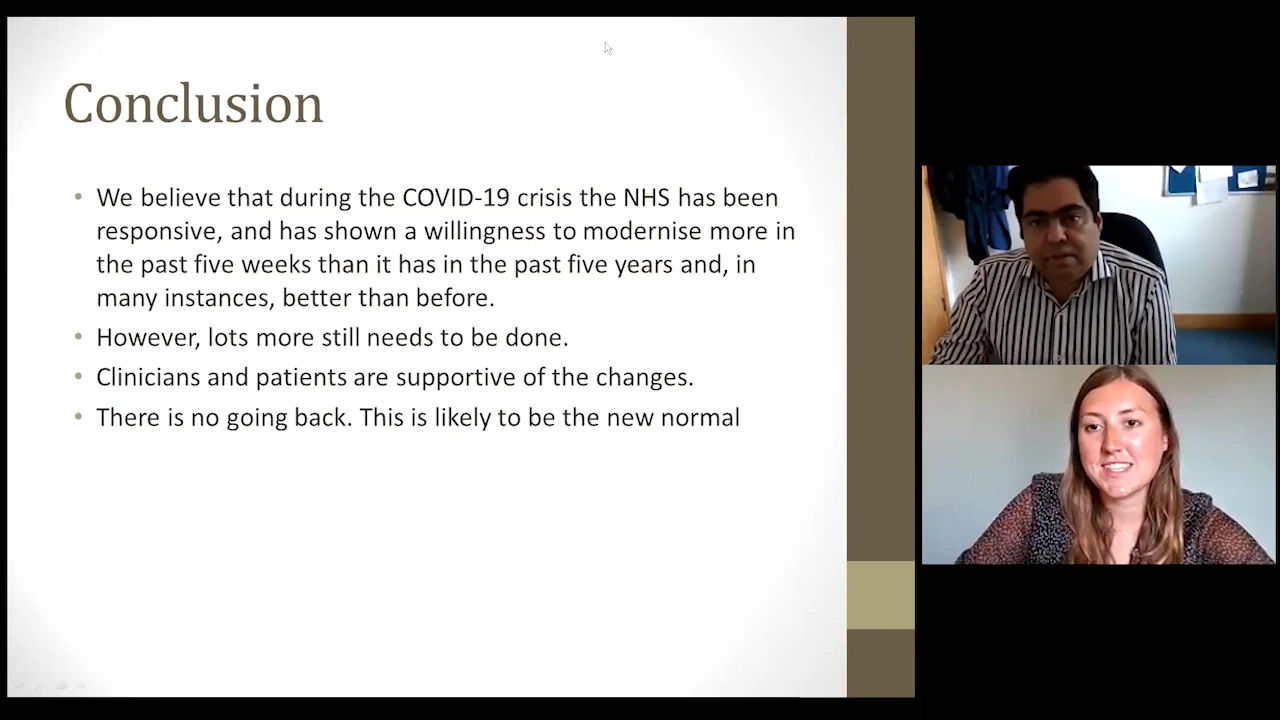 Conclusion
• We believe that during the COVID-19 crisis the NHS has been
responsive, and has shown a willingness to modernise more in
the past five weeks than it has in the past five years and, in
many instances, better than before.
• However, lots more still needs to be done.
• Clinicians and patients are supportive of the changes.
• There is no going back. This is likely to be the new normal